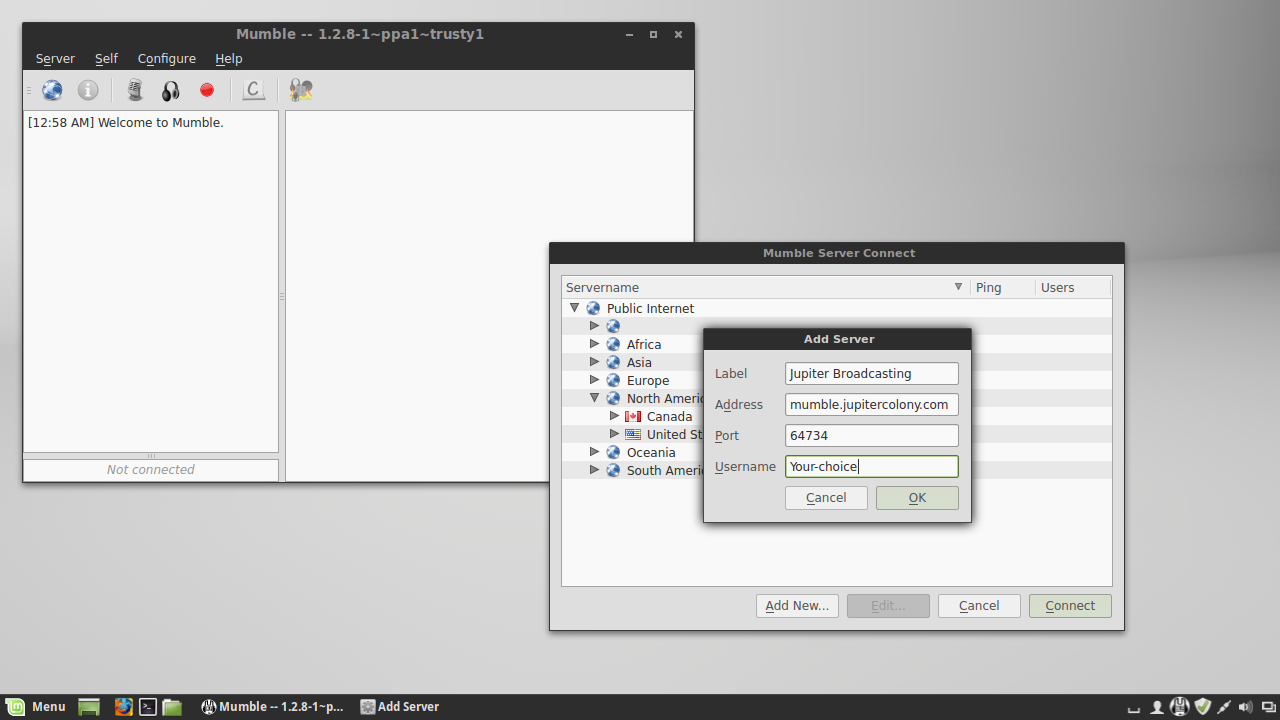 Mumble -- 1.2.8-1~ppa1~trusty1
Server Self Configure Help
C
[12:58 AM] Welcome to Mumble.
Not connected
Mumble Server Connect
Servername Ping Users
Public Internet
Africa
Asia
Europe
North Americ
Canada
United St
Oceania
South Americ
Add Server
Label Jupiter Broadcasting
Address mumble.jupitercolony.com
Port 64734
Username Your-choice
Cancel OK
Add New... Edit... Cancel Connect
Menu Mumble -- 1.2.8-1~p... Add Server